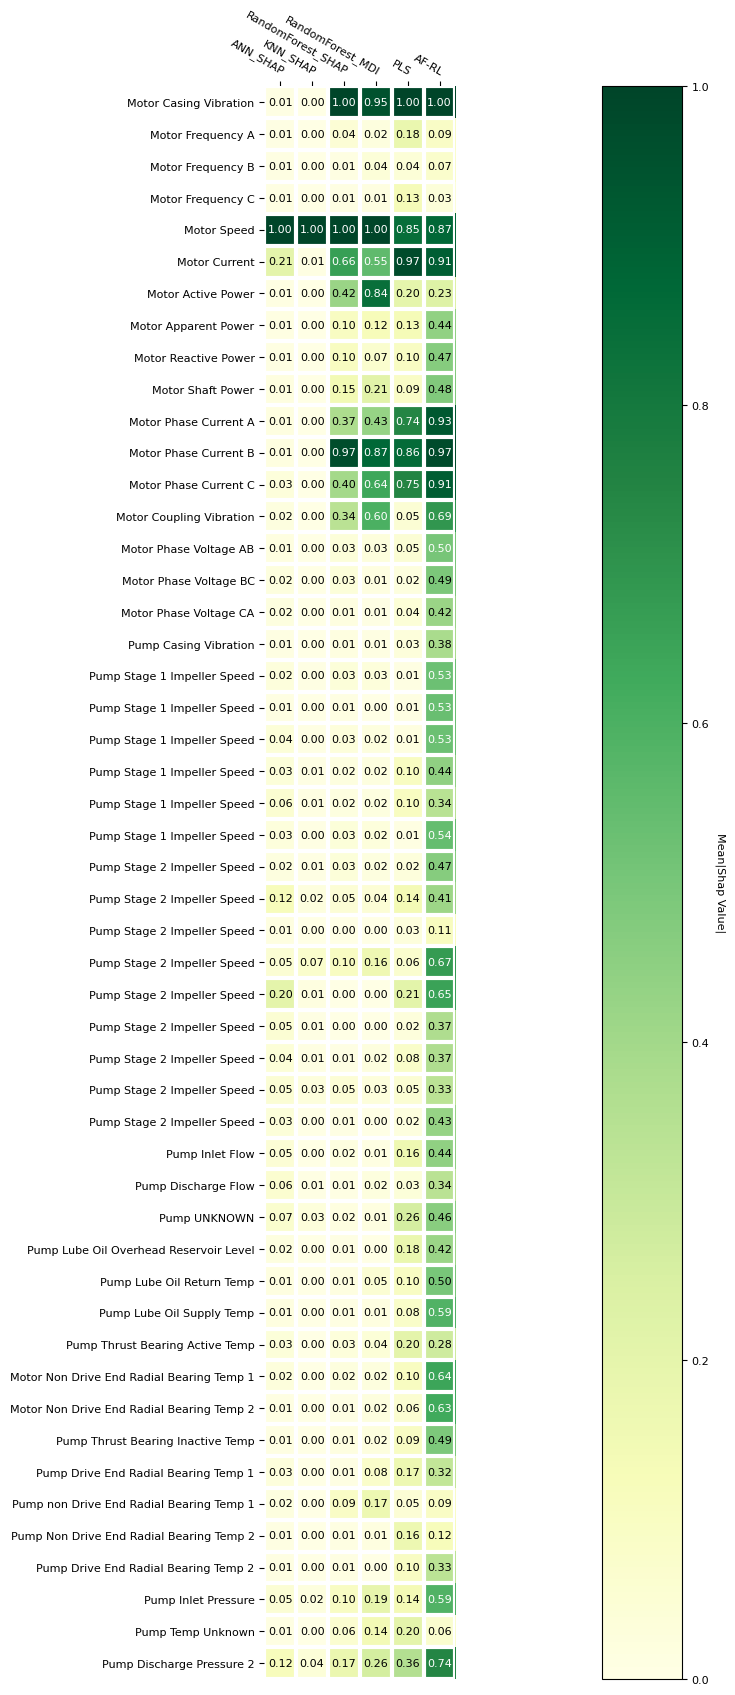 ANN_SHAP
KNN_SHAP
RandomForest_SHAP
RandomForest_MDI
PLS
AF-RL
Motor Casing Vibration 0.01 0.00 1.00 0.95 1.00 1.00
Motor Frequency A 0.01 0.00 0.04 0.02 0.18 0.09
Motor Frequency B 0.01 0.00 0.01 0.04 0.04 0.07
Motor Frequency C 0.01 0.00 0.01 0.01 0.13 0.03
Motor Speed 1.00 1.00 1.00 1.00 0.85 0.87
Motor Current 0.21 0.01 0.66 0.55 0.97 0.91
Motor Active Power 0.01 0.00 0.42 0.84 0.20 0.23
Motor Apparent Power 0.01 0.00 0.10 0.12 0.13 0.44
Motor Reactive Power 0.01 0.00 0.10 0.07 0.10 0.47
Motor Shaft Power 0.01 0.00 0.15 0.21 0.09 0.48
Motor Phase Current A 0.01 0.00 0.37 0.43 0.74 0.93
Motor Phase Current B 0.01 0.00 0.97 0.87 0.86 0.97
Motor Phase Current C 0.03 0.00 0.40 0.64 0.75 0.91
Motor Coupling Vibration 0.02 0.00 0.34 0.60 0.05 0.69
Motor Phase Voltage AB 0.01 0.00 0.03 0.03 0.05 0.50
Motor Phase Voltage BC 0.02 0.00 0.03 0.01 0.02 0.49
Motor Phase Voltage CA 0.02 0.00 0.01 0.01 0.04 0.42
Pump Casing Vibration 0.01 0.00 0.01 0.01 0.03 0.38
Pump Stage 1 Impeller Speed 0.02 0.00 0.03 0.03 0.01 0.53
Pump Stage 1 Impeller Speed 0.01 0.00 0.01 0.00 0.01 0.53
Pump Stage 1 Impeller Speed 0.04 0.00 0.03 0.02 0.01 0.53
Pump Stage 1 Impeller Speed 0.03 0.01 0.02 0.02 0.10 0.44
Pump Stage 1 Impeller Speed 0.06 0.01 0.02 0.02 0.10 0.34
Pump Stage 1 Impeller Speed 0.03 0.00 0.03 0.02 0.01 0.54
Pump Stage 2 Impeller Speed 0.02 0.01 0.03 0.02 0.02 0.47
Pump Stage 2 Impeller Speed 0.12 0.02 0.05 0.04 0.14 0.41
Pump Stage 2 Impeller Speed 0.01 0.00 0.00 0.00 0.03 0.11
Pump Stage 2 Impeller Speed 0.05 0.07 0.10 0.16 0.06 0.67
Pump Stage 2 Impeller Speed 0.20 0.01 0.00 0.00 0.21 0.65
Pump Stage 2 Impeller Speed 0.05 0.01 0.00 0.00 0.02 0.37
Pump Stage 2 Impeller Speed 0.04 0.01 0.01 0.02 0.08 0.37
Pump Stage 2 Impeller Speed 0.05 0.03 0.05 0.03 0.05 0.33
Pump Stage 2 Impeller Speed 0.03 0.00 0.01 0.00 0.02 0.43
Pump Inlet Flow 0.05 0.00 0.02 0.01 0.16 0.44
Pump Discharge Flow 0.06 0.01 0.01 0.02 0.03 0.34
Pump UNKNOWN 0.07 0.03 0.02 0.01 0.26 0.46
Pump Lube Oil Overhead Reservoir Level 0.02 0.00 0.01 0.00 0.18 0.42
Pump Lube Oil Return Temp 0.01 0.00 0.01 0.05 0.10 0.50
Pump Lube Oil Supply Temp 0.01 0.00 0.01 0.01 0.08 0.59
Pump Thrust Bearing Active Temp 0.03 0.00 0.03 0.04 0.20 0.28
Motor Non Drive End Radial Bearing Temp 1 0.02 0.00 0.02 0.02 0.10 0.64
Motor Non Drive End Radial Bearing Temp 2 0.01 0.00 0.01 0.02 0.06 0.63
Pump Thrust Bearing Inactive Temp 0.01 0.00 0.01 0.02 0.09 0.49
Pump Drive End Radial Bearing Temp 1 0.03 0.00 0.01 0.08 0.17 0.32
Pump non Drive End Radial Bearing Temp 1 0.02 0.00 0.09 0.17 0.05 0.09
Pump Non Drive End Radial Bearing Temp 2 0.01 0.00 0.01 0.01 0.16 0.12
Pump Drive End Radial Bearing Temp 2 0.01 0.00 0.01 0.00 0.10 0.33
Pump Inlet Pressure 0.05 0.02 0.10 0.19 0.14 0.59
Pump Temp Unknown 0.01 0.00 0.06 0.14 0.20 0.06
Pump Discharge Pressure 2 0.12 0.04 0.17 0.26 0.36 0.74
1.0
0.8
0.6
0.4
0.2
0.0
Mean|Shap Value|